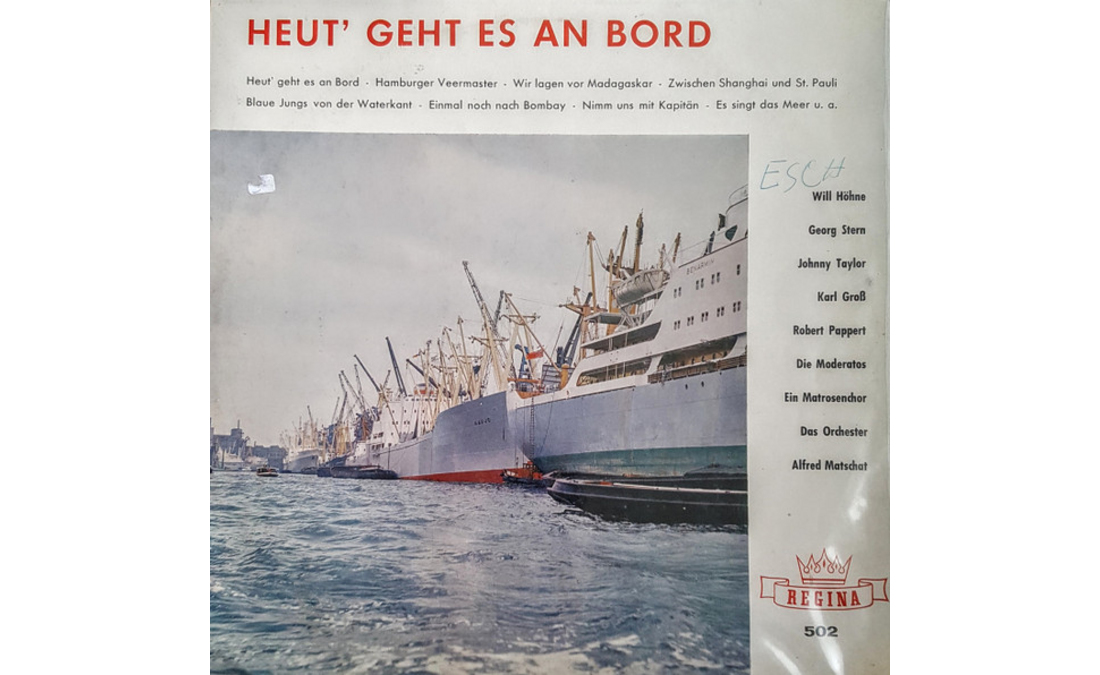 HEUT' GEHT ES AN BORD
Heut' geht es an Bord · Hamburger Veermaster · Wir lagen vor Madagaskar · Zwischen Shanghai und St. Pauli
Blaue Jungs von der Waterkant · Einmal noch nach Bombay · Nimm uns mit Kapitän · Es singt das Meer u. a.
ESCH
Will Höhne
Georg Stern
Johnny Taylor
Karl Groß
Robert Pappert
Die Moderatos
Ein Matrosenchor
Das Orchester
Alfred Matschat
REGINA
502